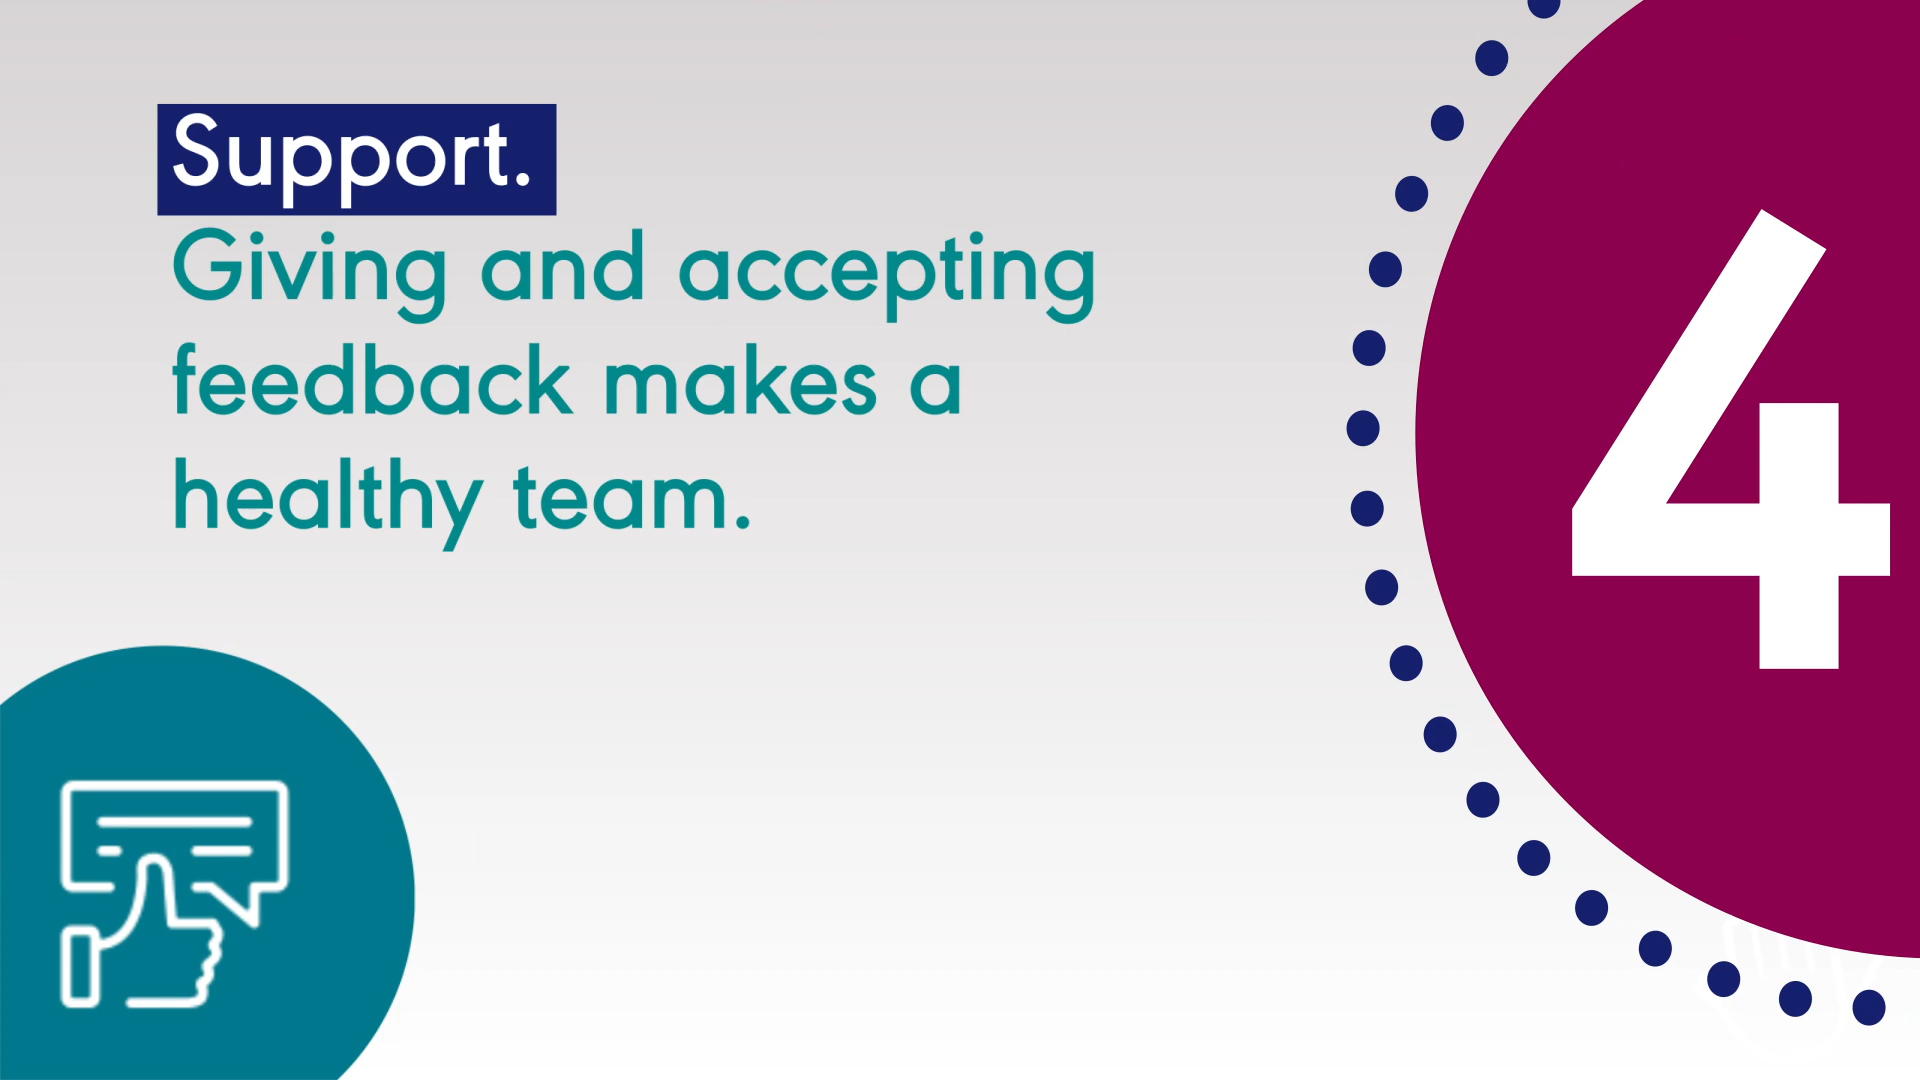 Support.
Giving and accepting
feedback makes a
healthy team.
4